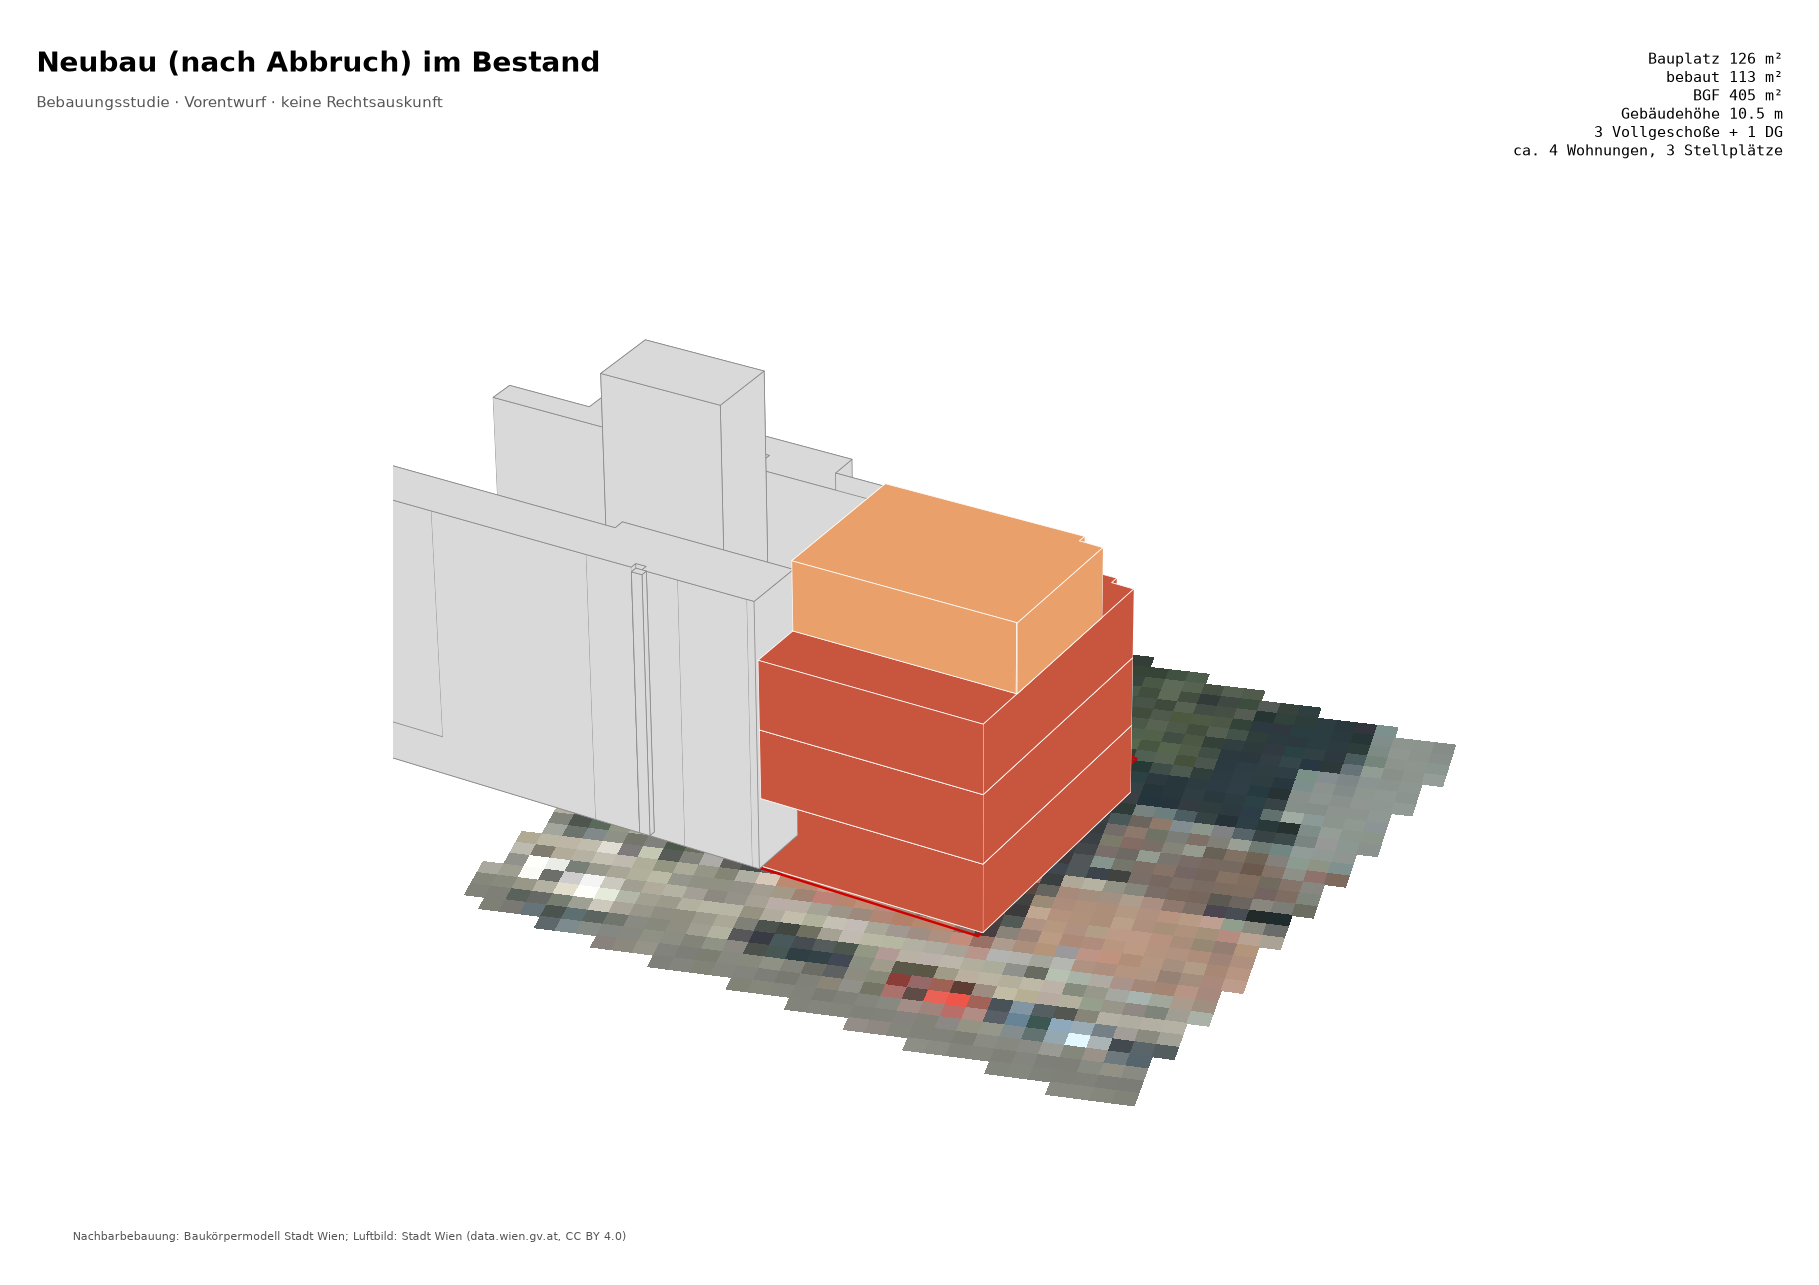 Neubau (nach Abbruch) im Bestand
Bebauungsstudie · Vorentwurf · keine Rechtsauskunft
Bauplatz 126 m²
bebaut 113 m²
BGF 405 m²
Gebäudehöhe 10.5 m
3 Vollgeschoße + 1 DG
ca. 4 Wohnungen, 3 Stellplätze
Nachbarbebauung: Baukörpermodell Stadt Wien; Luftbild: Stadt Wien (data.wien.gv.at, CC BY 4.0)